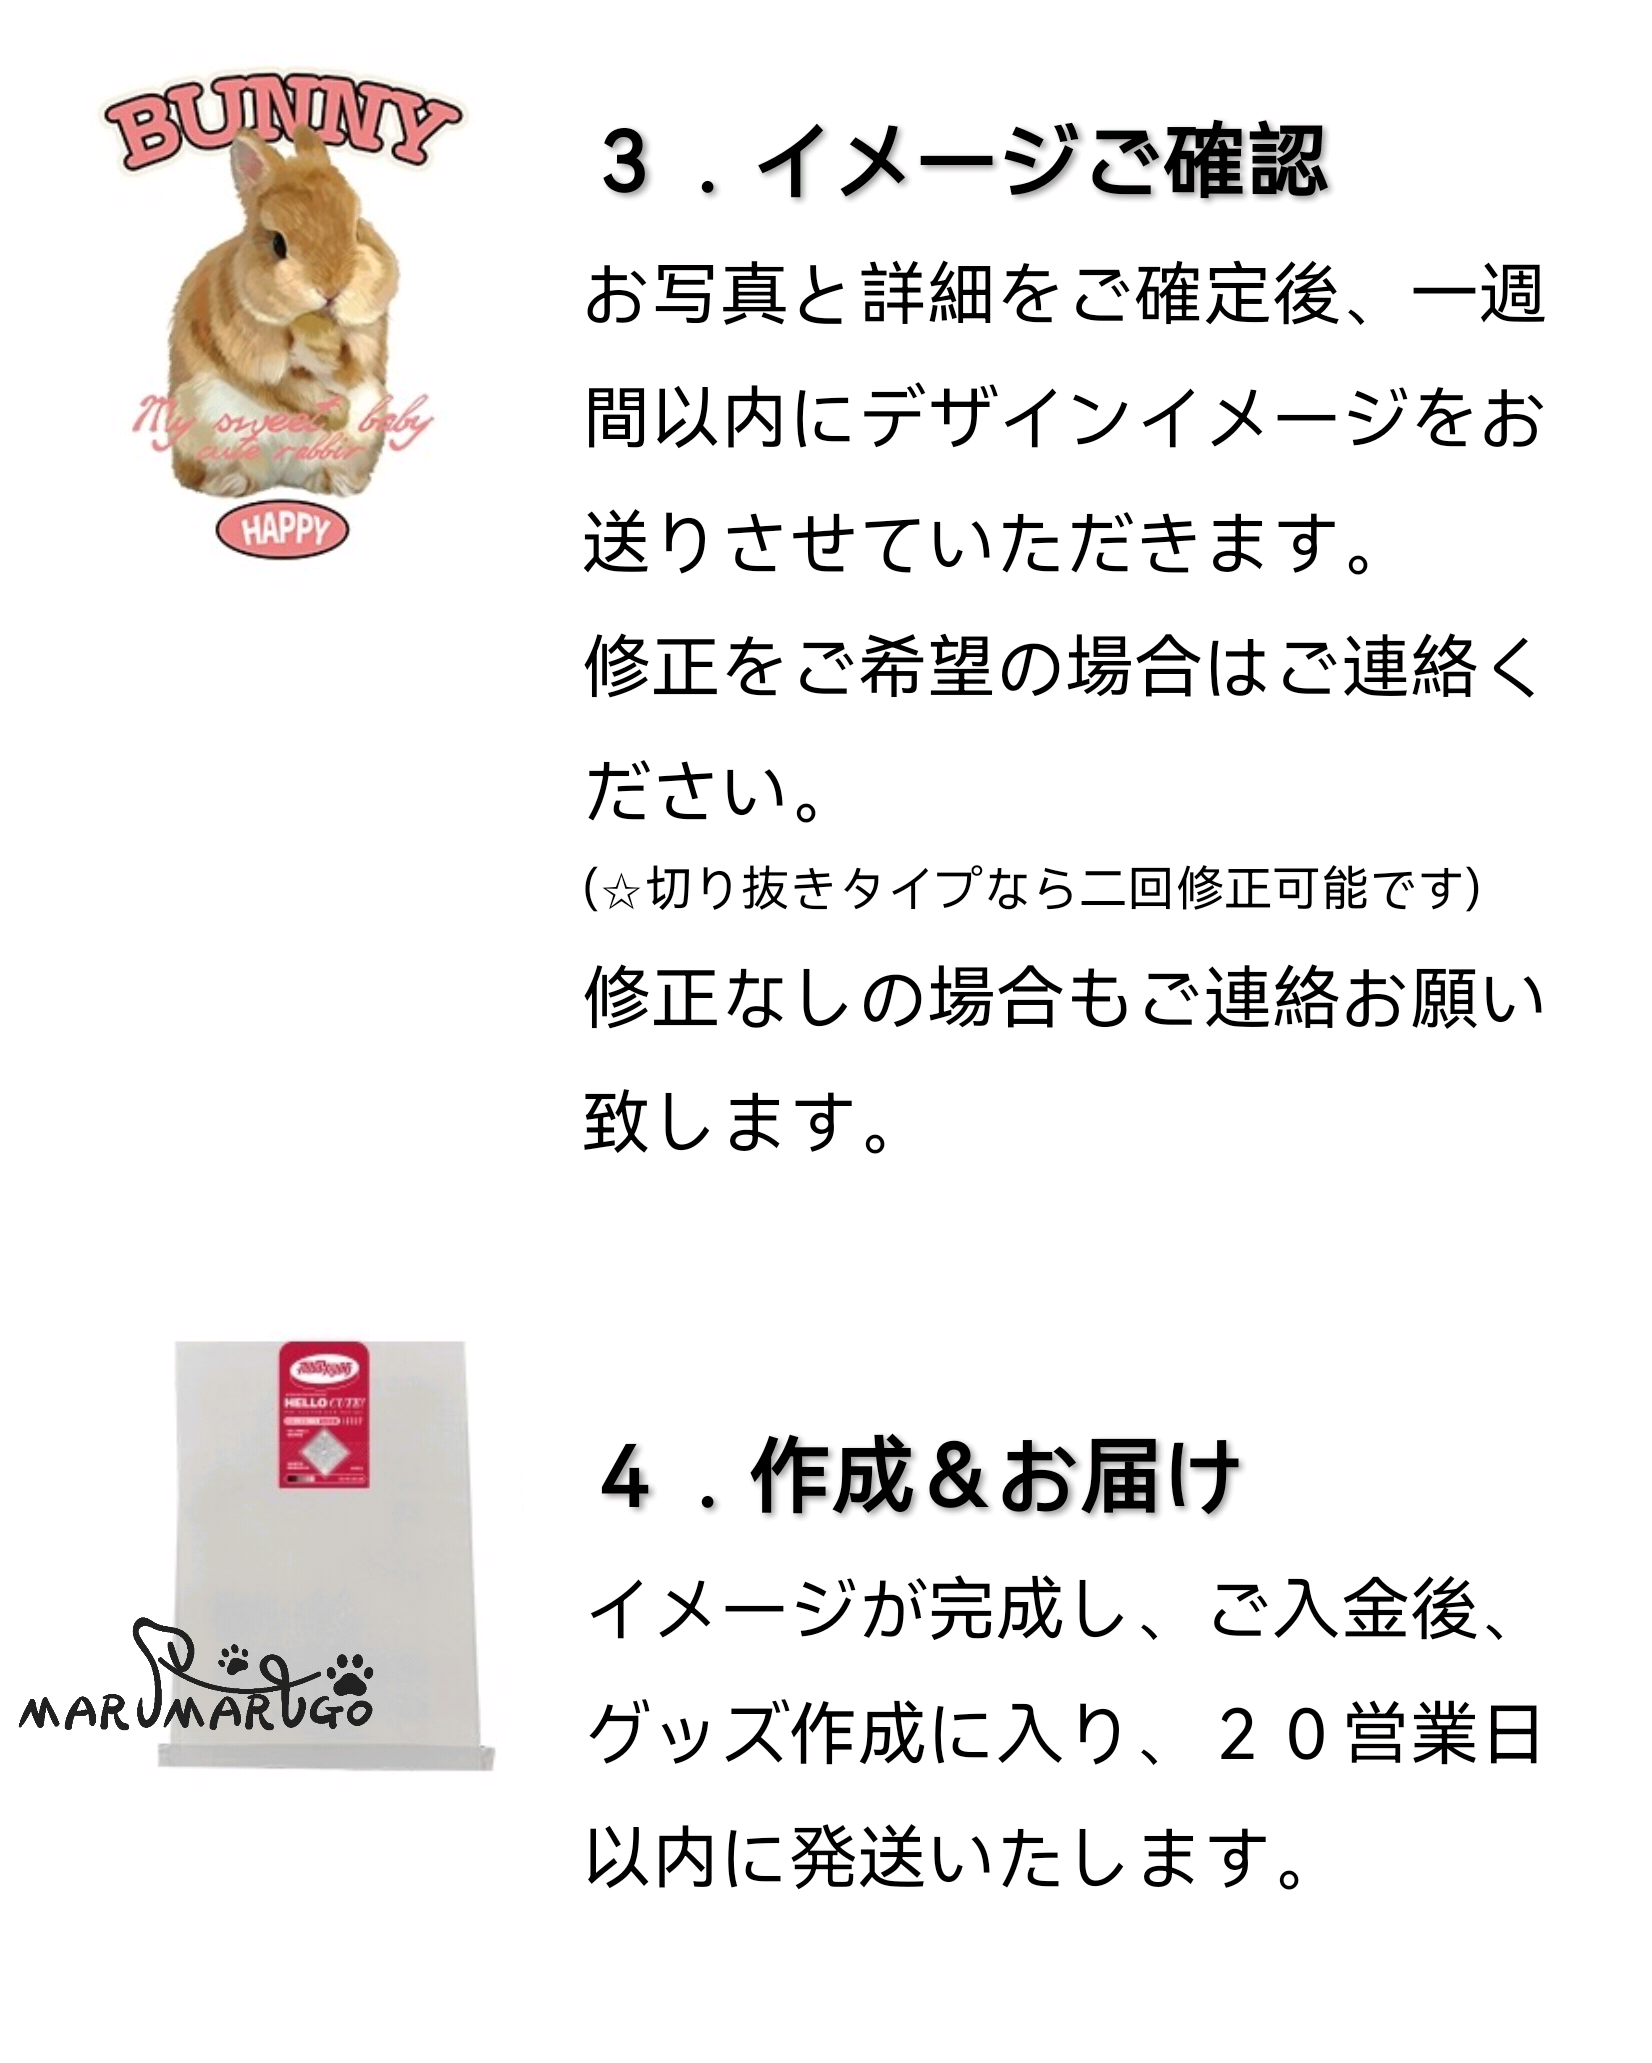 BUNNY
My sweet baby
cute rabbit
HAPPY
３．イメージご確認
お写真と詳細をご確定後、一週
間以内にデザインイメージをお
送りさせていただきます。
修正をご希望の場合はご連絡く
ださい。
(☆切り抜きタイプなら二回修正可能です)
修正なしの場合もご連絡お願い
致します。
HELLO CUTE!
MARUMARUGO
４．作成＆お届け
イメージが完成し、ご入金後、
グッズ作成に入り、２０営業日
以内に発送いたします。